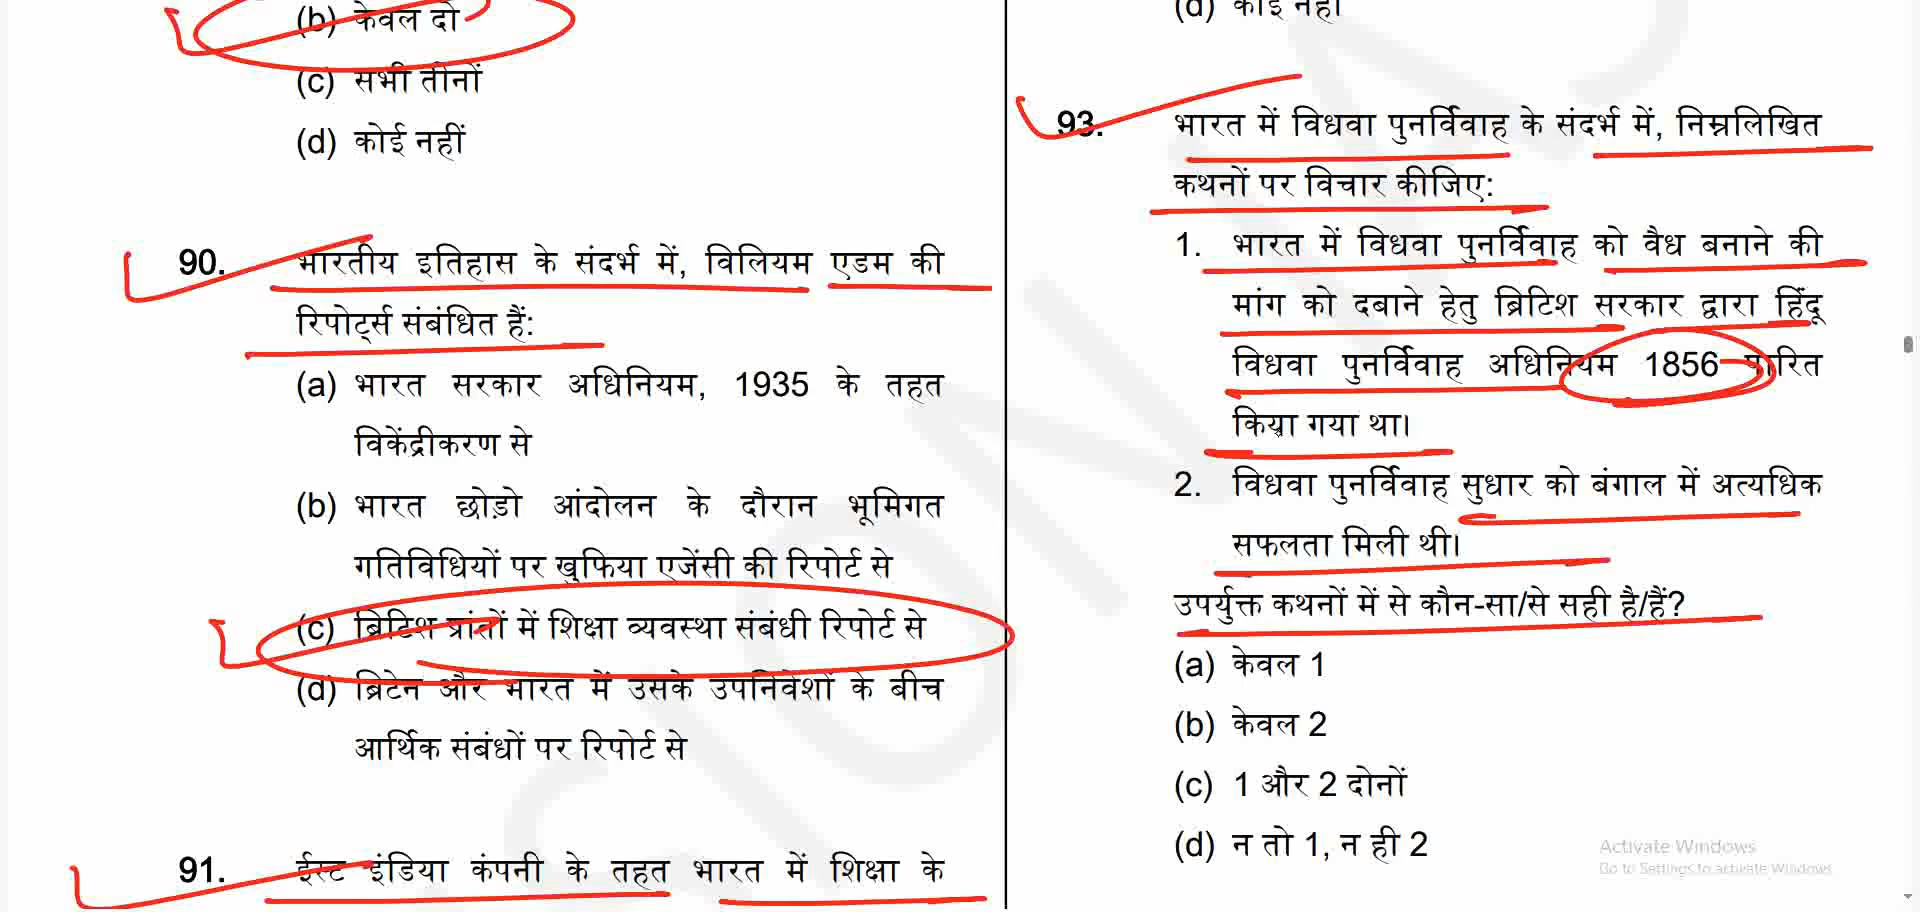 (b) केवल दो
(c) सभी तीनों
(d) कोई नहीं
90. भारतीय इतिहास के संदर्भ में, विलियम एडम की
रिपोर्ट्स संबंधित हैं:
(a) भारत सरकार अधिनियम, 1935 के तहत
विकेंद्रीकरण से
(b) भारत छोड़ो आंदोलन के दौरान भूमिगत
गतिविधियों पर खुफिया एजेंसी की रिपोर्ट से
(c) ब्रिटिश प्रांतों में शिक्षा व्यवस्था संबंधी रिपोर्ट से
(d) ब्रिटेन और भारत में उसके उपनिवेशों के बीच
आर्थिक संबंधों पर रिपोर्ट से
91. ईस्ट इंडिया कंपनी के तहत भारत में शिक्षा के
(d) कोई नहीं
93. भारत में विधवा पुनर्विवाह के संदर्भ में, निम्नलिखित
कथनों पर विचार कीजिए:
1. भारत में विधवा पुनर्विवाह को वैध बनाने की
मांग को दबाने हेतु ब्रिटिश सरकार द्वारा हिंदू
विधवा पुनर्विवाह अधिनियम 1856 पारित
किया गया था।
2. विधवा पुनर्विवाह सुधार को बंगाल में अत्यधिक
सफलता मिली थी।
उपर्युक्त कथनों में से कौन-सा/से सही है/हैं?
(a) केवल 1
(b) केवल 2
(c) 1 और 2 दोनों
(d) न तो 1, न ही 2
Activate Windows
Go to Settings to activate Windows.